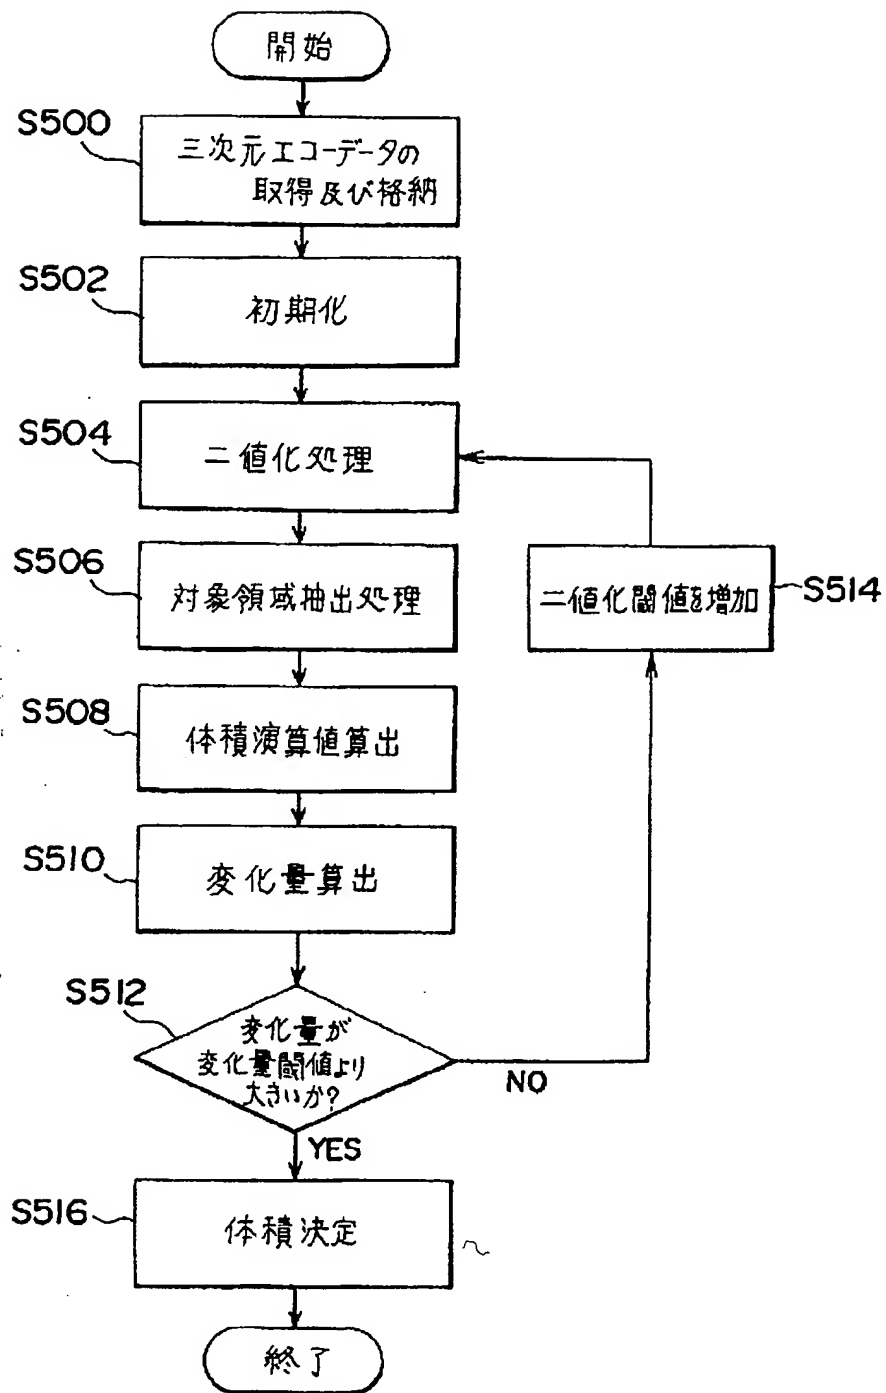 開始
S500
三次元エコーデータの
取得及び格納
S502
初期化
S504
二値化処理
S506
対象領域抽出処理
二値化閾値を増加
S514
S508
体積演算値算出
S510
変化量算出
S512
変化量が
変化量閾値より
大きいか?
NO
YES
S516
体積決定
終了